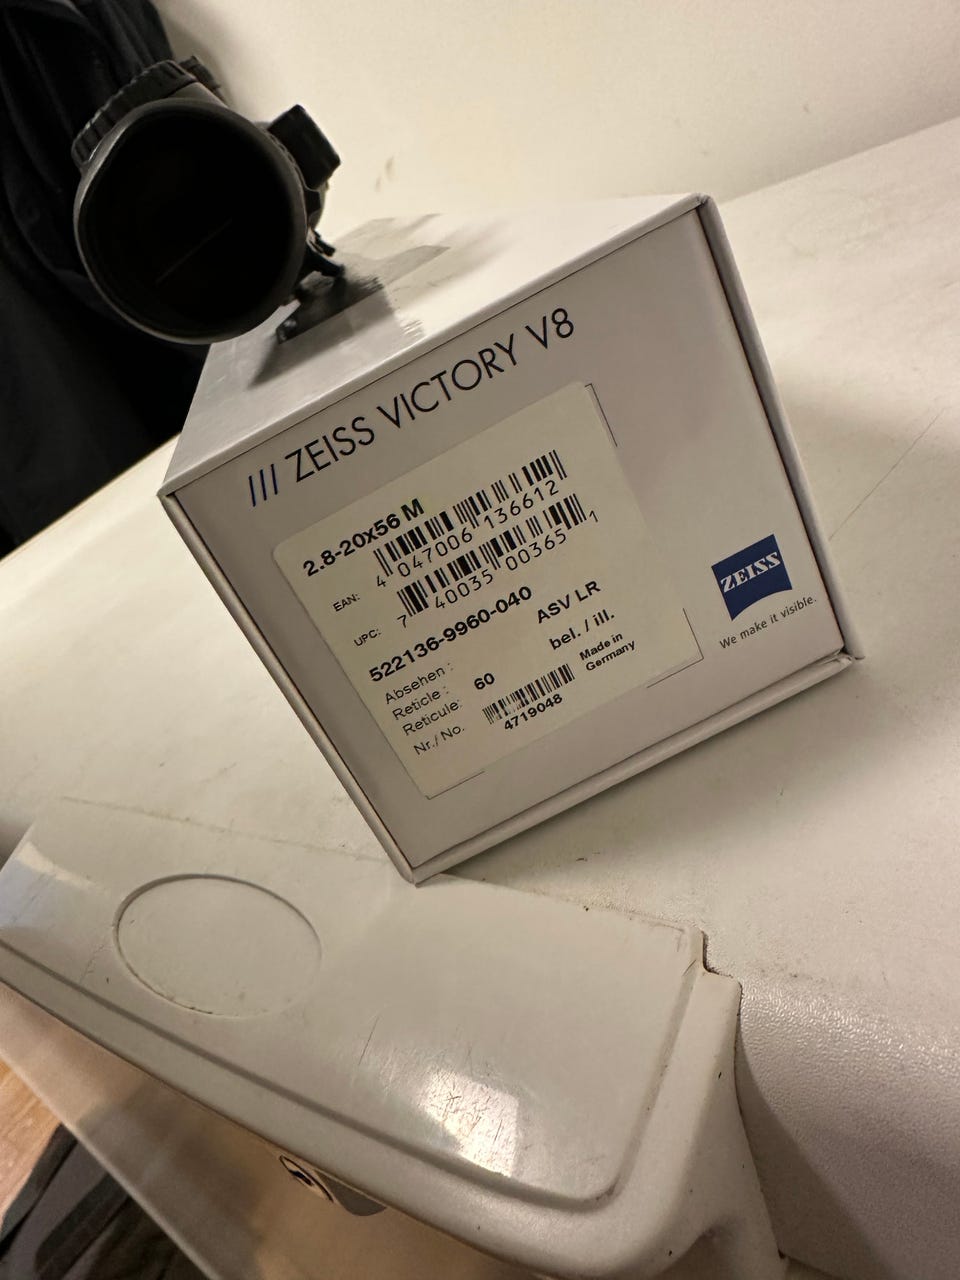 /// ZEISS VICTORY V8
2.8-20x56 M
EAN: 4 047006 136612
UPC: 7 40035 00365 1
522136-9960-040 ASV LR
Absehen :
Reticle : 60 bel. / ill.
Reticule:
Nr./ No. 4719048 Made in
Germany
ZEISS
We make it visible.